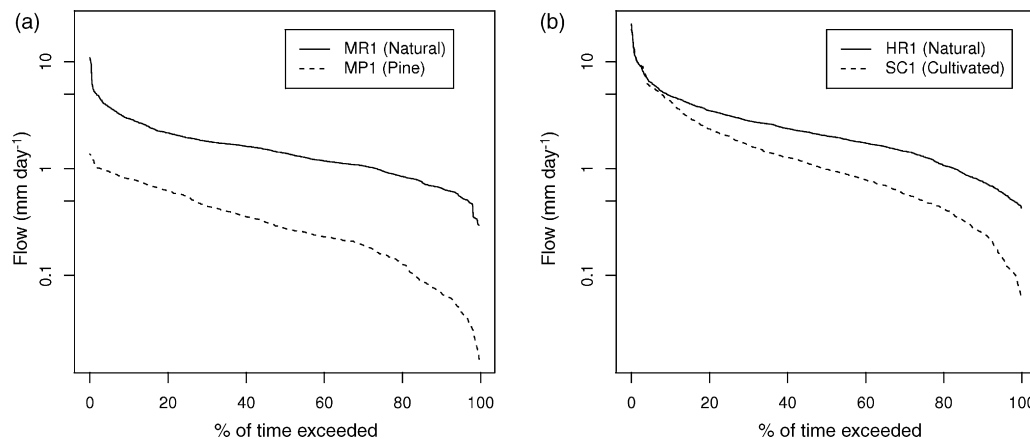 (a)
MR1 (Natural)
MP1 (Pine)
Flow (mm day⁻¹)
10
1
0.1
0 20 40 60 80 100
% of time exceeded
(b)
HR1 (Natural)
SC1 (Cultivated)
Flow (mm day⁻¹)
10
1
0.1
0 20 40 60 80 100
% of time exceeded